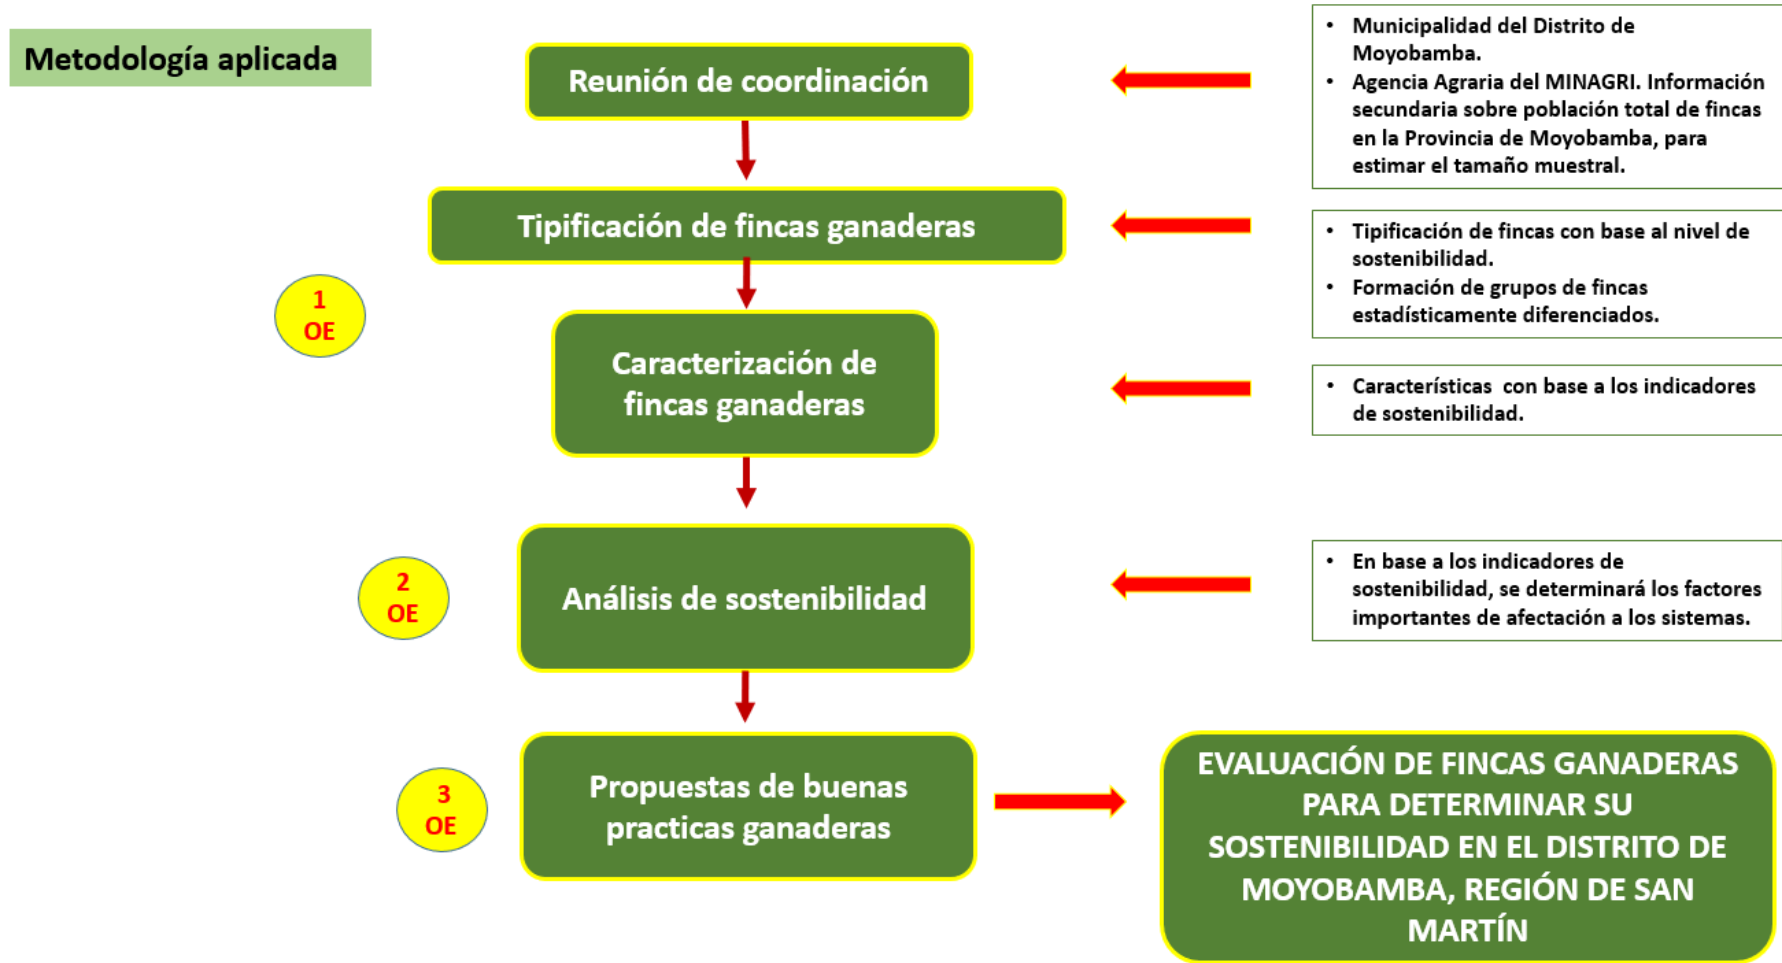 Metodología aplicada
Reunión de coordinación
• Municipalidad del Distrito de
Moyobamba.
• Agencia Agraria del MINAGRI. Información
secundaria sobre población total de fincas
en la Provincia de Moyobamba, para
estimar el tamaño muestral.
Tipificación de fincas ganaderas
• Tipificación de fincas con base al nivel de
sostenibilidad.
• Formación de grupos de fincas
estadísticamente diferenciados.
1
OE
Caracterización de
fincas ganaderas
• Características con base a los indicadores
de sostenibilidad.
2
OE
Análisis de sostenibilidad
• En base a los indicadores de
sostenibilidad, se determinará los factores
importantes de afectación a los sistemas.
3
OE
Propuestas de buenas
practicas ganaderas
EVALUACIÓN DE FINCAS GANADERAS
PARA DETERMINAR SU
SOSTENIBILIDAD EN EL DISTRITO DE
MOYOBAMBA, REGIÓN DE SAN
MARTÍN